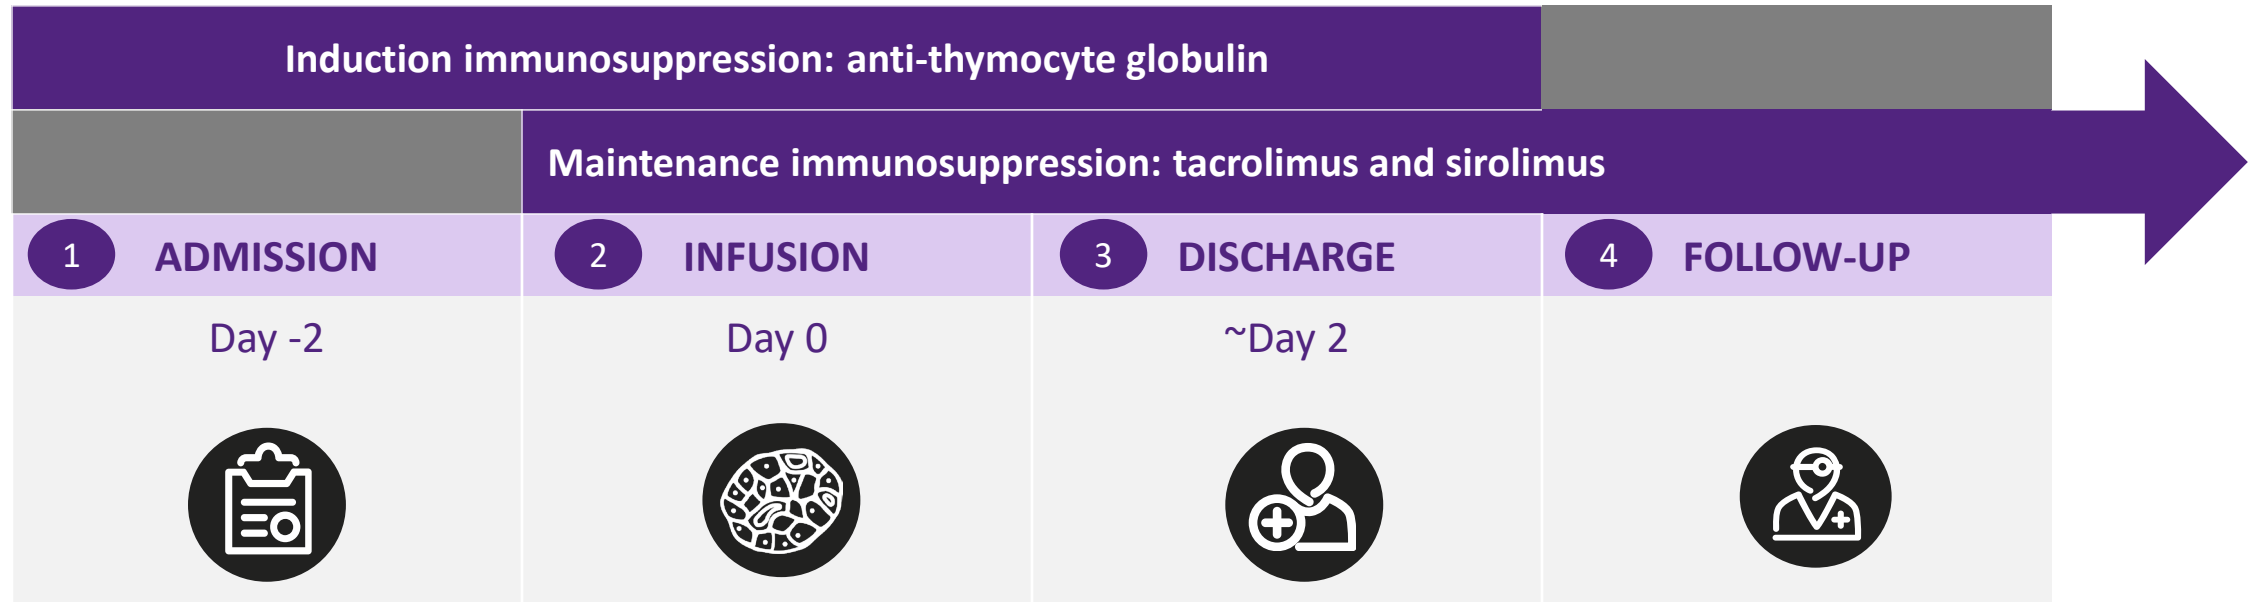 Induction immunosuppression: anti-thymocyte globulin
Maintenance immunosuppression: tacrolimus and sirolimus
1 ADMISSION
2 INFUSION
3 DISCHARGE
4 FOLLOW-UP
Day -2
Day 0
~Day 2